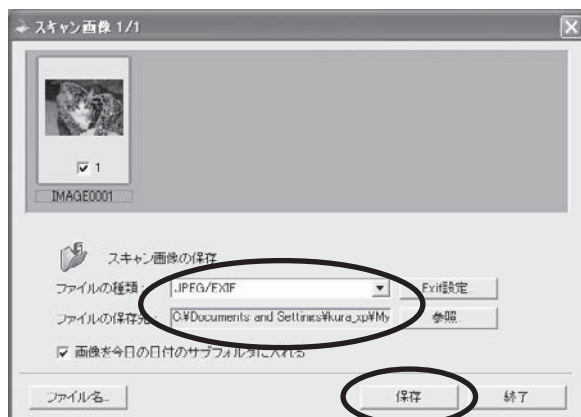 スキャン画像 1/1
1
IMAGE0001
スキャン画像の保存
ファイルの種類: JPEG/EXIF Exif設定
ファイルの保存先: C:¥Documents and Settings¥kura_xp¥My 参照...
画像を今日の日付のサブフォルダに入れる
ファイル名... 保存 終了